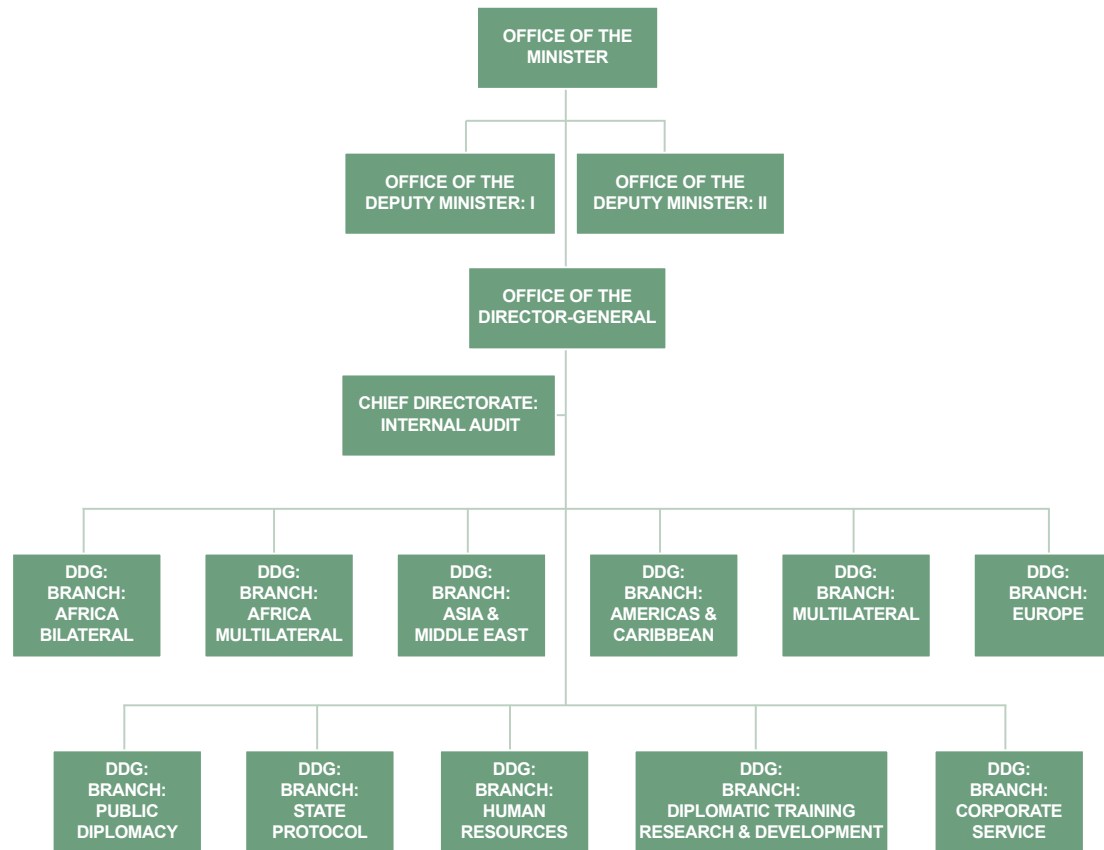 OFFICE OF THE
MINISTER
OFFICE OF THE
DEPUTY MINISTER: I
OFFICE OF THE
DEPUTY MINISTER: II
OFFICE OF THE
DIRECTOR-GENERAL
CHIEF DIRECTORATE:
INTERNAL AUDIT
DDG:
BRANCH:
AFRICA
BILATERAL
DDG:
BRANCH:
AFRICA
MULTILATERAL
DDG:
BRANCH:
ASIA &
MIDDLE EAST
DDG:
BRANCH:
AMERICAS &
CARIBBEAN
DDG:
BRANCH:
MULTILATERAL
DDG:
BRANCH:
EUROPE
DDG:
BRANCH:
PUBLIC
DIPLOMACY
DDG:
BRANCH:
STATE
PROTOCOL
DDG:
BRANCH:
HUMAN
RESOURCES
DDG:
BRANCH:
DIPLOMATIC TRAINING
RESEARCH & DEVELOPMENT
DDG:
BRANCH:
CORPORATE
SERVICE